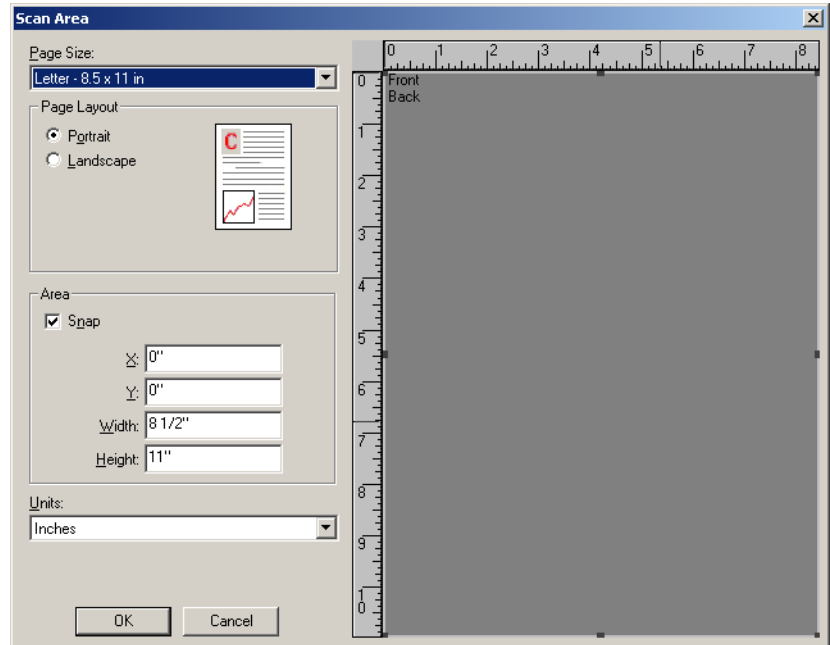 Scan Area
Page Size:
Letter - 8.5 x 11 in
Page Layout
Portrait
Landscape
C
Area
Snap
X: 0"
Y: 0"
Width: 8 1/2"
Height: 11"
Units:
Inches
OK Cancel
0 1 2 3 4 5 6 7 8
0
1
2
3
4
5
6
7
8
9
10
Front
Back